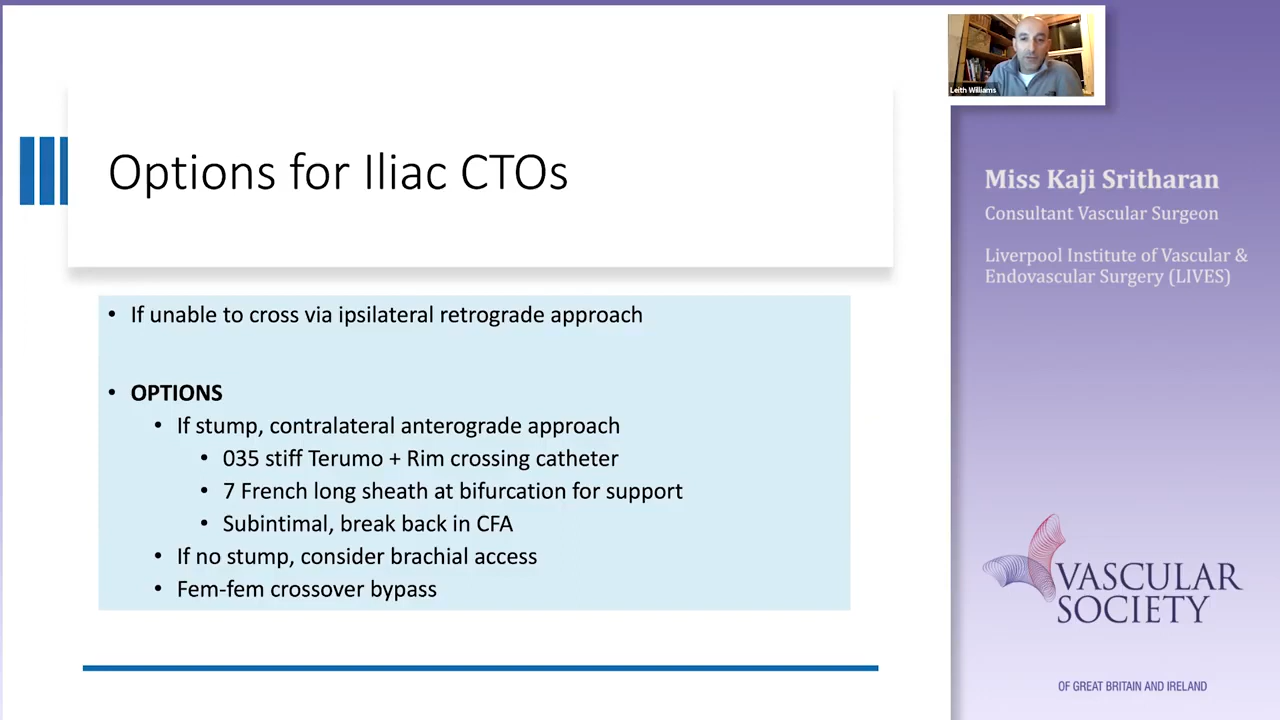 Leith Williams
Options for Iliac CTOs
• If unable to cross via ipsilateral retrograde approach
• OPTIONS
• If stump, contralateral anterograde approach
• 035 stiff Terumo + Rim crossing catheter
• 7 French long sheath at bifurcation for support
• Subintimal, break back in CFA
• If no stump, consider brachial access
• Fem-fem crossover bypass
Miss Kaji Sritharan
Consultant Vascular Surgeon
Liverpool Institute of Vascular &
Endovascular Surgery (LIVES)
VASCULAR
SOCIETY
OF GREAT BRITAIN AND IRELAND